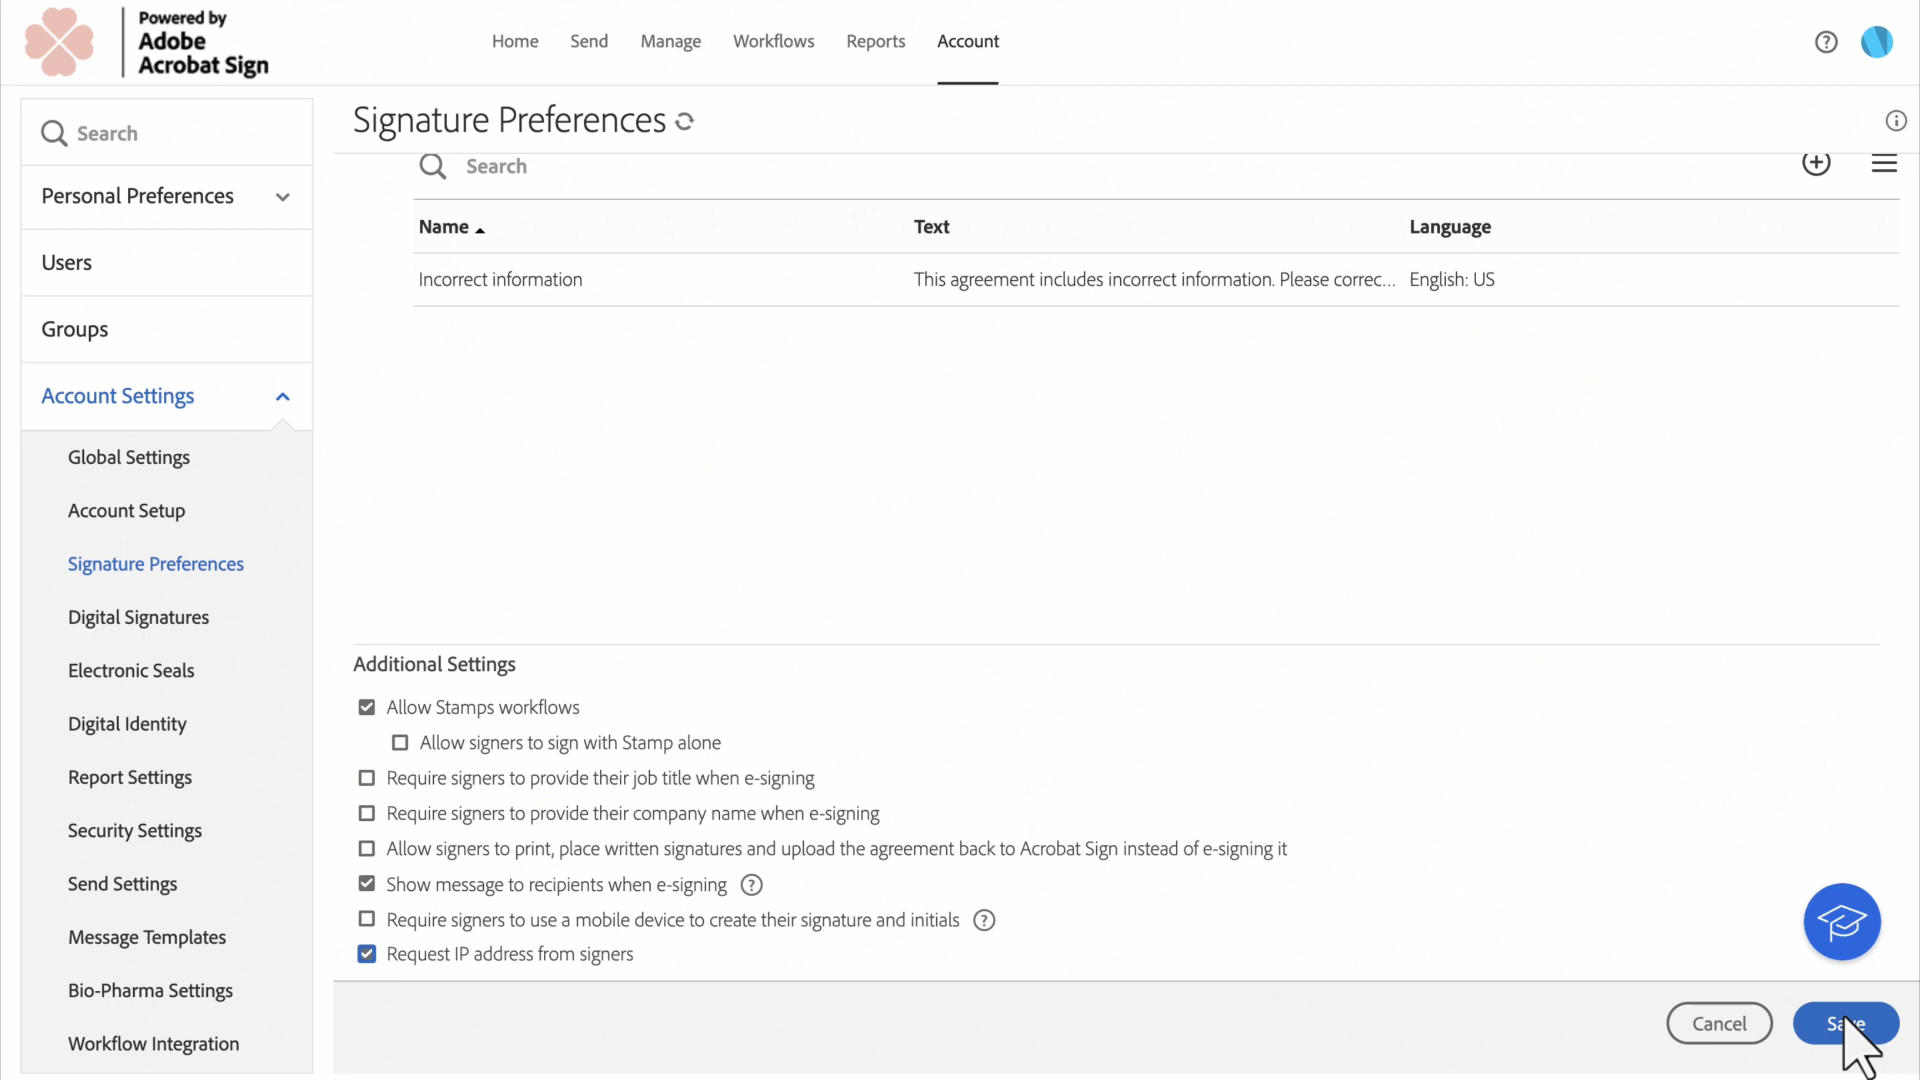 Powered by
Adobe
Acrobat Sign
Home Send Manage Workflows Reports Account
Search
Personal Preferences
Users
Groups
Account Settings
Global Settings
Account Setup
Signature Preferences
Digital Signatures
Electronic Seals
Digital Identity
Report Settings
Security Settings
Send Settings
Message Templates
Bio-Pharma Settings
Workflow Integration
Signature Preferences
Search
Name Text Language
Incorrect information This agreement includes incorrect information. Please correc... English: US
Additional Settings
Allow Stamps workflows
Allow signers to sign with Stamp alone
Require signers to provide their job title when e-signing
Require signers to provide their company name when e-signing
Allow signers to print, place written signatures and upload the agreement back to Acrobat Sign instead of e-signing it
Show message to recipients when e-signing
Require signers to use a mobile device to create their signature and initials
Request IP address from signers
Cancel Save